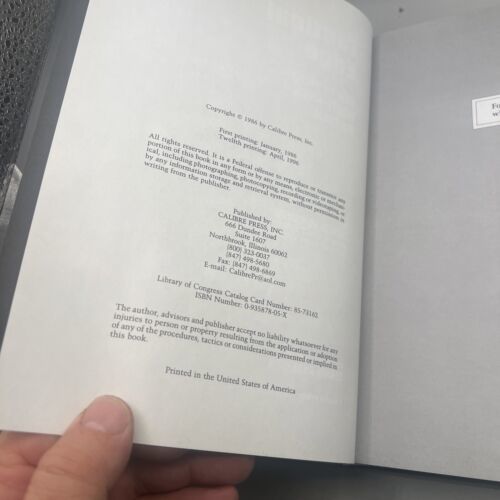 Copyright © 1986 by Calibre Press, Inc.
First printing: January, 1986
Twelfth printing: April, 1996
All rights reserved. It is a Federal offense to reproduce or transmit any
portion of this book in any form or by any means, electronic or mechan-
ical, including photographing, photocopying, recording or videotaping, or
by any information storage and retrieval system, without permission in
writing from the publisher.
Published by:
CALIBRE PRESS, INC.
666 Dundee Road
Suite 1607
Northbrook, Illinois 60062
(800) 323-0037
(847) 498-5680
Fax: (847) 498-6869
E-mail: CalibrePr@aol.com
Library of Congress Catalog Card Number: 85-73162
ISBN Number: 0-935878-05-X
The author, advisors and publisher accept no liability whatsoever for any
injuries to person or property resulting from the application or adoption
of any of the procedures, tactics or considerations presented or implied in
this book.
Printed in the United States of America